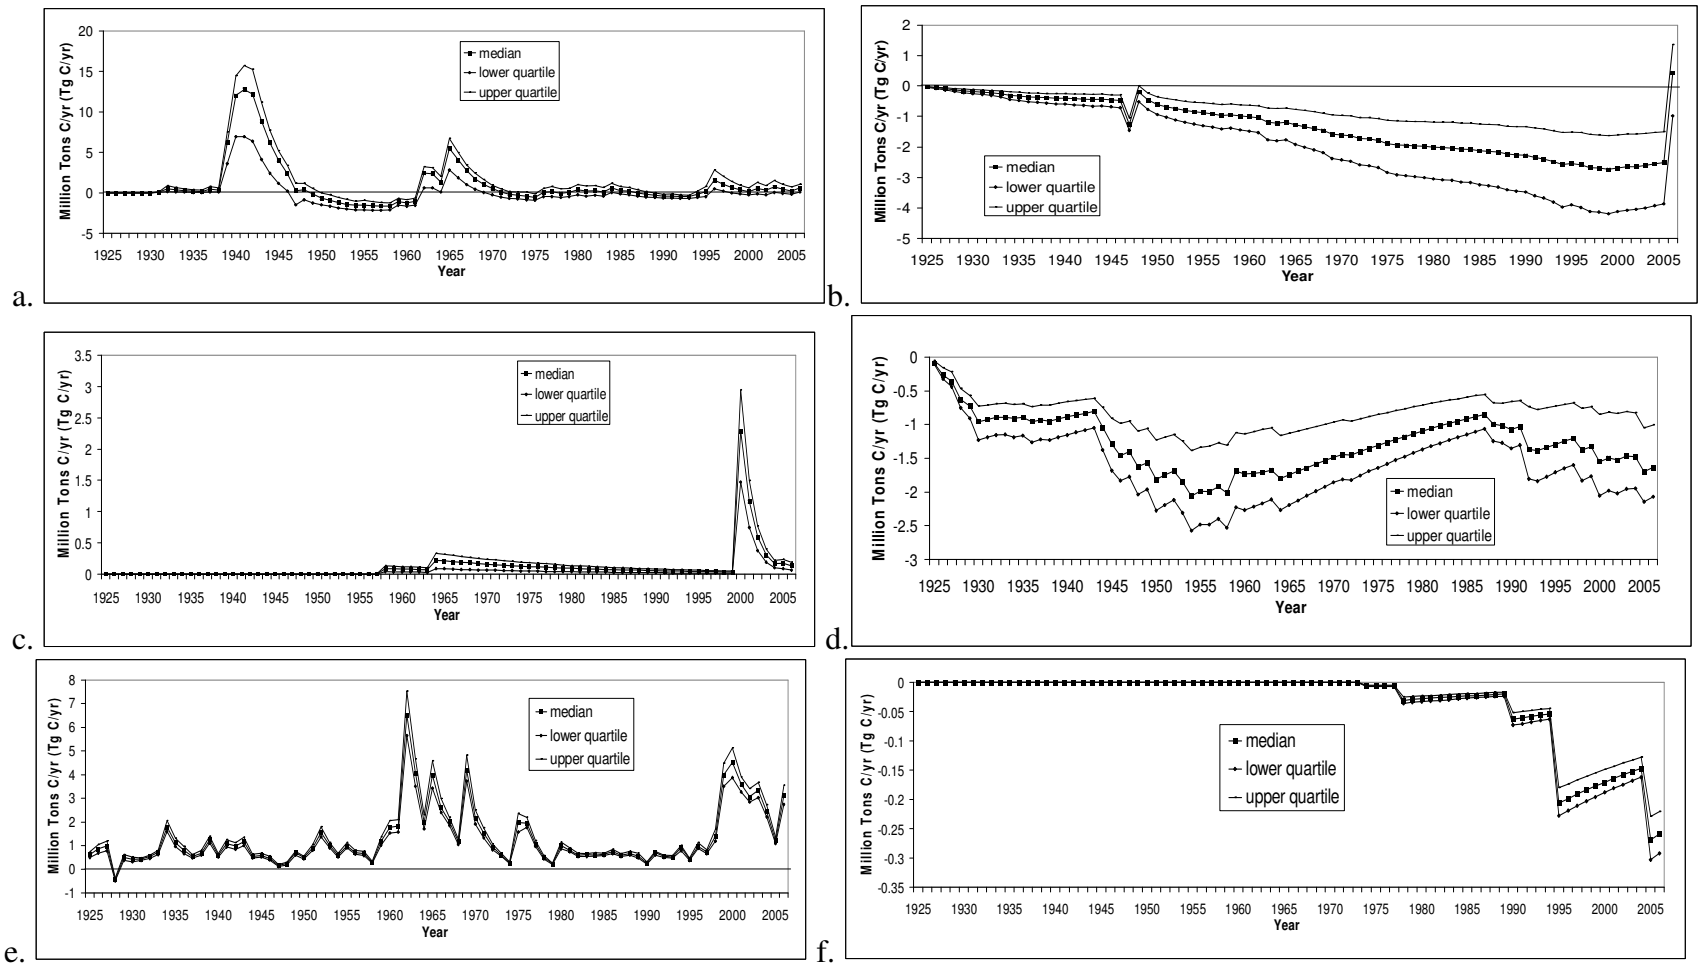 20
15
10
5
0
-5
Million Tons C/yr (Tg C/yr)
median
lower quartile
upper quartile
1925 1930 1935 1940 1945 1950 1955 1960 1965 1970 1975 1980 1985 1990 1995 2000 2005
Year
a.
2
1
0
-1
-2
-3
-4
-5
Million Tons C/yr (Tg C/yr)
median
lower quartile
upper quartile
1925 1930 1935 1940 1945 1950 1955 1960 1965 1970 1975 1980 1985 1990 1995 2000 2005
Year
b.
3.5
3
2.5
2
1.5
1
0.5
0
Million Tons C/yr (Tg C/yr)
median
lower quartile
upper quartile
1925 1930 1935 1940 1945 1950 1955 1960 1965 1970 1975 1980 1985 1990 1995 2000 2005
Year
c.
0
-0.5
-1
-1.5
-2
-2.5
-3
Million Tons C/yr (Tg C/yr)
median
lower quartile
upper quartile
1925 1930 1935 1940 1945 1950 1955 1960 1965 1970 1975 1980 1985 1990 1995 2000 2005
Year
d.
8
7
6
5
4
3
2
1
0
-1
Million Tons C/yr (Tg C/yr)
median
lower quartile
upper quartile
1925 1930 1935 1940 1945 1950 1955 1960 1965 1970 1975 1980 1985 1990 1995 2000 2005
Year
e.
0
-0.05
-0.1
-0.15
-0.2
-0.25
-0.3
-0.35
Million Tons C/yr (Tg C/yr)
median
lower quartile
upper quartile
1925 1930 1935 1940 1945 1950 1955 1960 1965 1970 1975 1980 1985 1990 1995 2000 2005
Year
f.